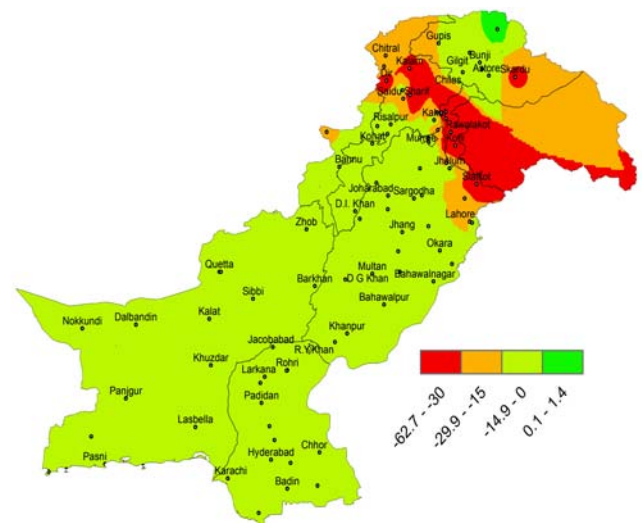 Chitral
Kalam
Gupis
Bunji
Gilgit
Astore
Skardu
Chiles
Dir
Saidu Sharif
Risalpur
Kakul
Rawalakot
Kotli
Kohat
Murree
Bannu
Jhelum
Sialkot
Joharabad
Sargodha
D.I. Khan
Lahore
Zhob
Jhang
Okara
Quetta
Multan
Barkhan
D G Khan
Bahawalnagar
Sibbi
Bahawalpur
Nokkundi
Dalbandin
Kalat
Khanpur
Jacobabad
R.Y.Khan
Khuzdar
Rohri
Larkana
Panjgur
Padidan
Lasbella
Hyderabad
Chhor
Pasni
Karachi
Badin
-62.7 - -30
-29.9 - -15
-14.9 - 0
0.1 - 1.4